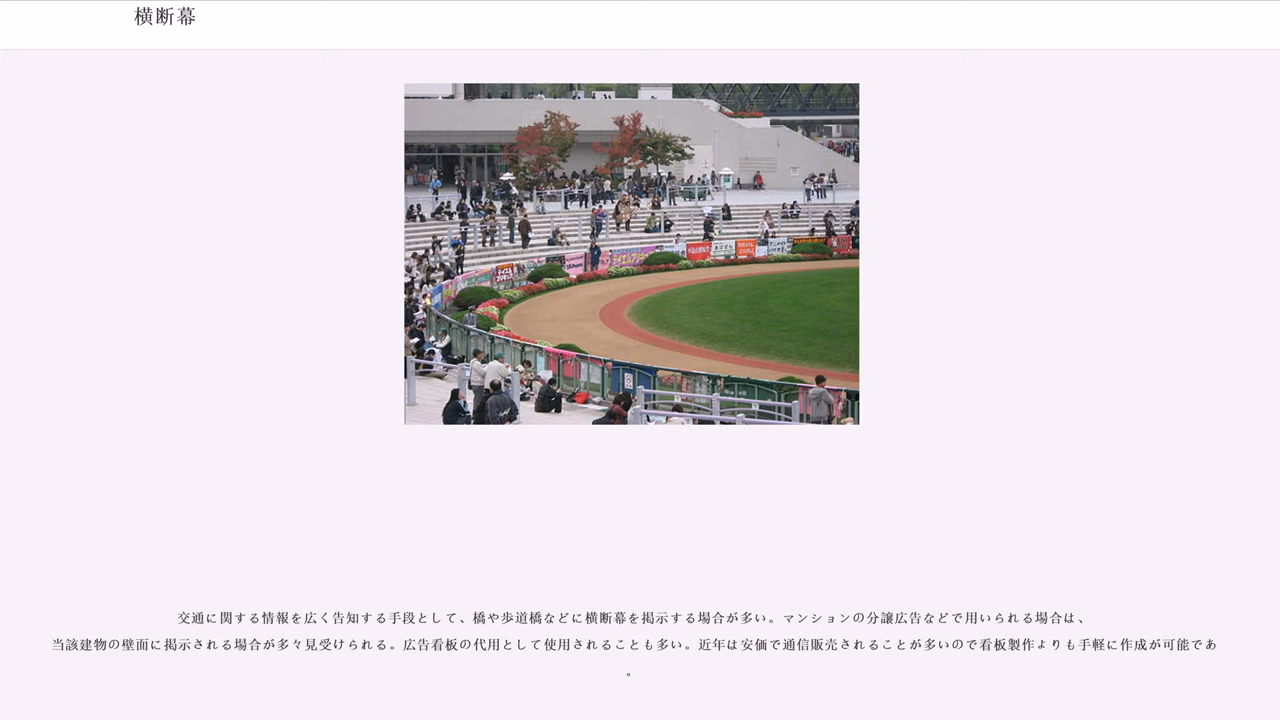 横断幕
交通に関する情報を広く告知する手段として、橋や歩道橋などに横断幕を掲示する場合が多い。マンションの分譲広告などで用いられる場合は、
当該建物の壁面に掲示される場合が多々見受けられる。広告看板の代用として使用されることも多い。近年は安価で通信販売されることが多いので看板製作よりも手軽に作成が可能であ
。